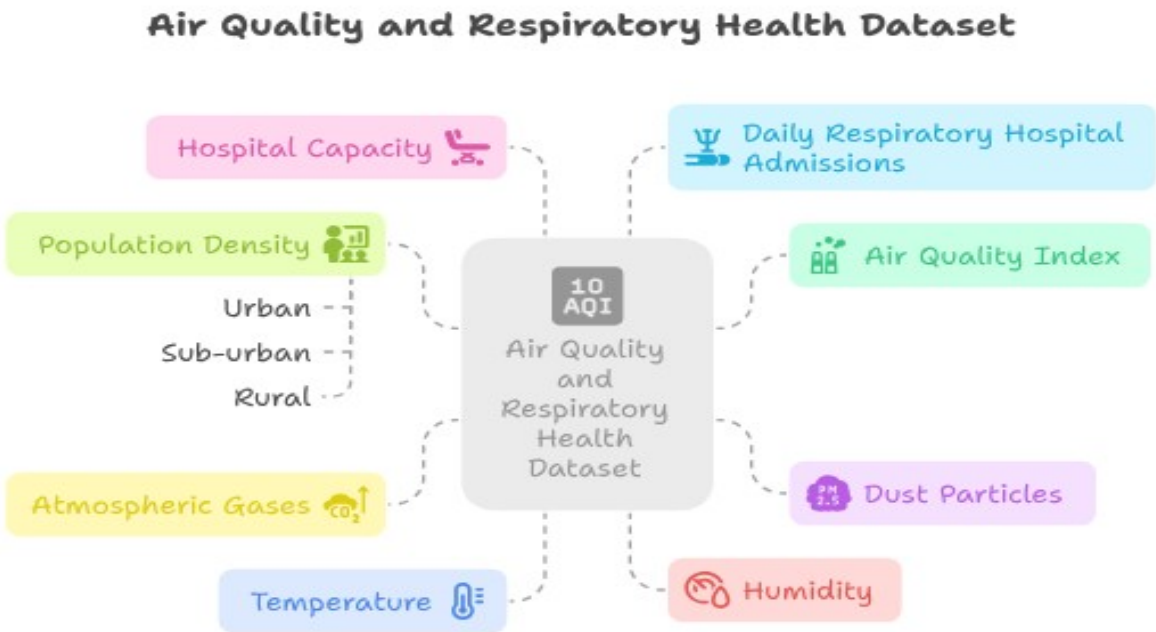 Air Quality and Respiratory Health Dataset
Hospital Capacity
Daily Respiratory Hospital
Admissions
Population Density
Urban
Sub-urban
Rural
Air Quality Index
10
AQI
Air Quality
and
Respiratory
Health
Dataset
Atmospheric Gases
CO₂
PM
2.5
Dust Particles
Temperature
Humidity